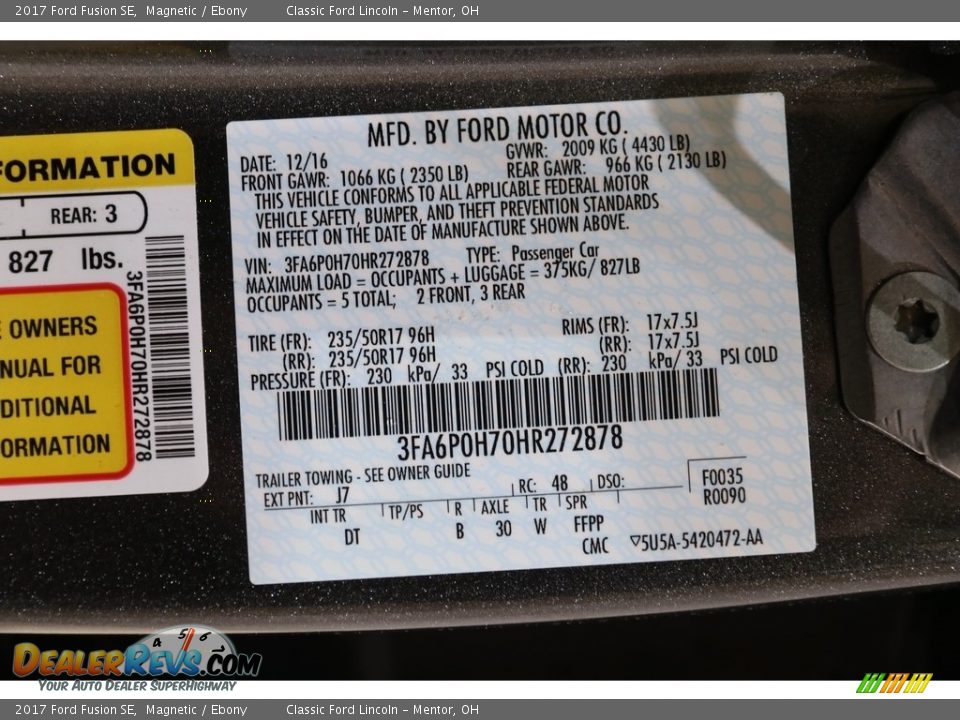 2017 Ford Fusion SE, Magnetic / Ebony Classic Ford Lincoln - Mentor, OH
FORMATION
REAR: 3
827 lbs.
OWNERS
NUAL FOR
DITIONAL
ORMATION
3FA6P0H70HR272878
MFD. BY FORD MOTOR CO.
DATE: 12/16 GVWR: 2009 KG ( 4430 LB)
FRONT GAWR: 1066 KG ( 2350 LB) REAR GAWR: 966 KG ( 2130 LB)
THIS VEHICLE CONFORMS TO ALL APPLICABLE FEDERAL MOTOR
VEHICLE SAFETY, BUMPER, AND THEFT PREVENTION STANDARDS
IN EFFECT ON THE DATE OF MANUFACTURE SHOWN ABOVE.
VIN: 3FA6P0H70HR272878 TYPE: Passenger Car
MAXIMUM LOAD = OCCUPANTS + LUGGAGE = 375KG/ 827LB
OCCUPANTS = 5 TOTAL; 2 FRONT, 3 REAR
TIRE (FR): 235/50R17 96H RIMS (FR): 17x7.5J
(RR): 235/50R17 96H (RR): 17x7.5J
PRESSURE (FR): 230 kPa/ 33 PSI COLD (RR): 230 kPa/ 33 PSI COLD
3FA6P0H70HR272878
TRAILER TOWING - SEE OWNER GUIDE
EXT PNT: J7 RC: 48 DSO: F0035
R0090
INT TR TP/PS R AXLE TR SPR
DT B 30 W FFPP
CMC 5U5A-5420472-AA
4 5 6
DEALERREVS.COM
YOUR AUTO DEALER SUPERHIGHWAY
2017 Ford Fusion SE, Magnetic / Ebony Classic Ford Lincoln - Mentor, OH